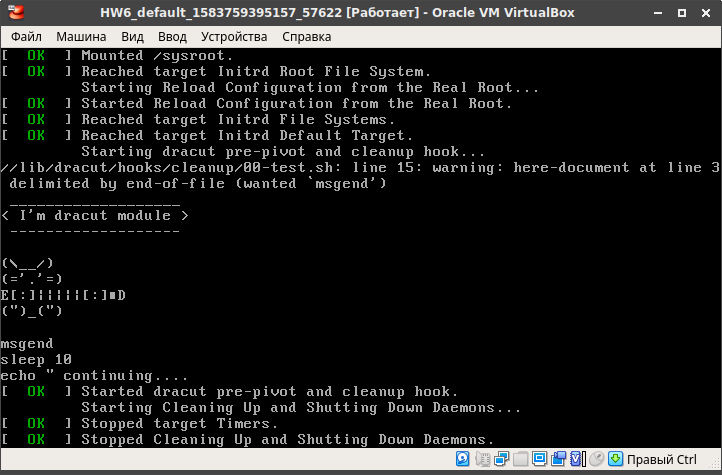 HW6_default_1583759395157_57622 [Работает] - Oracle VM VirtualBox
Файл Машина Вид Ввод Устройства Справка
[  OK  ] Mounted /sysroot.
[  OK  ] Reached target Initrd Root File System.
         Starting Reload Configuration from the Real Root...
[  OK  ] Started Reload Configuration from the Real Root.
[  OK  ] Reached target Initrd File Systems.
[  OK  ] Reached target Initrd Default Target.
         Starting dracut pre-pivot and cleanup hook...
//lib/dracut/hooks/cleanup/00-test.sh: line 15: warning: here-document at line 3
 delimited by end-of-file (wanted `msgend')
 ___________________
< I'm dracut module >
 -------------------
(\__/)
(='.'=)
E[:]¦¦¦¦¦[:]∎D
(")_(")
msgend
sleep 10
echo " continuing....
[  OK  ] Started dracut pre-pivot and cleanup hook.
         Starting Cleaning Up and Shutting Down Daemons...
[  OK  ] Stopped target Timers.
[  OK  ] Stopped Cleaning Up and Shutting Down Daemons.
Правый Ctrl